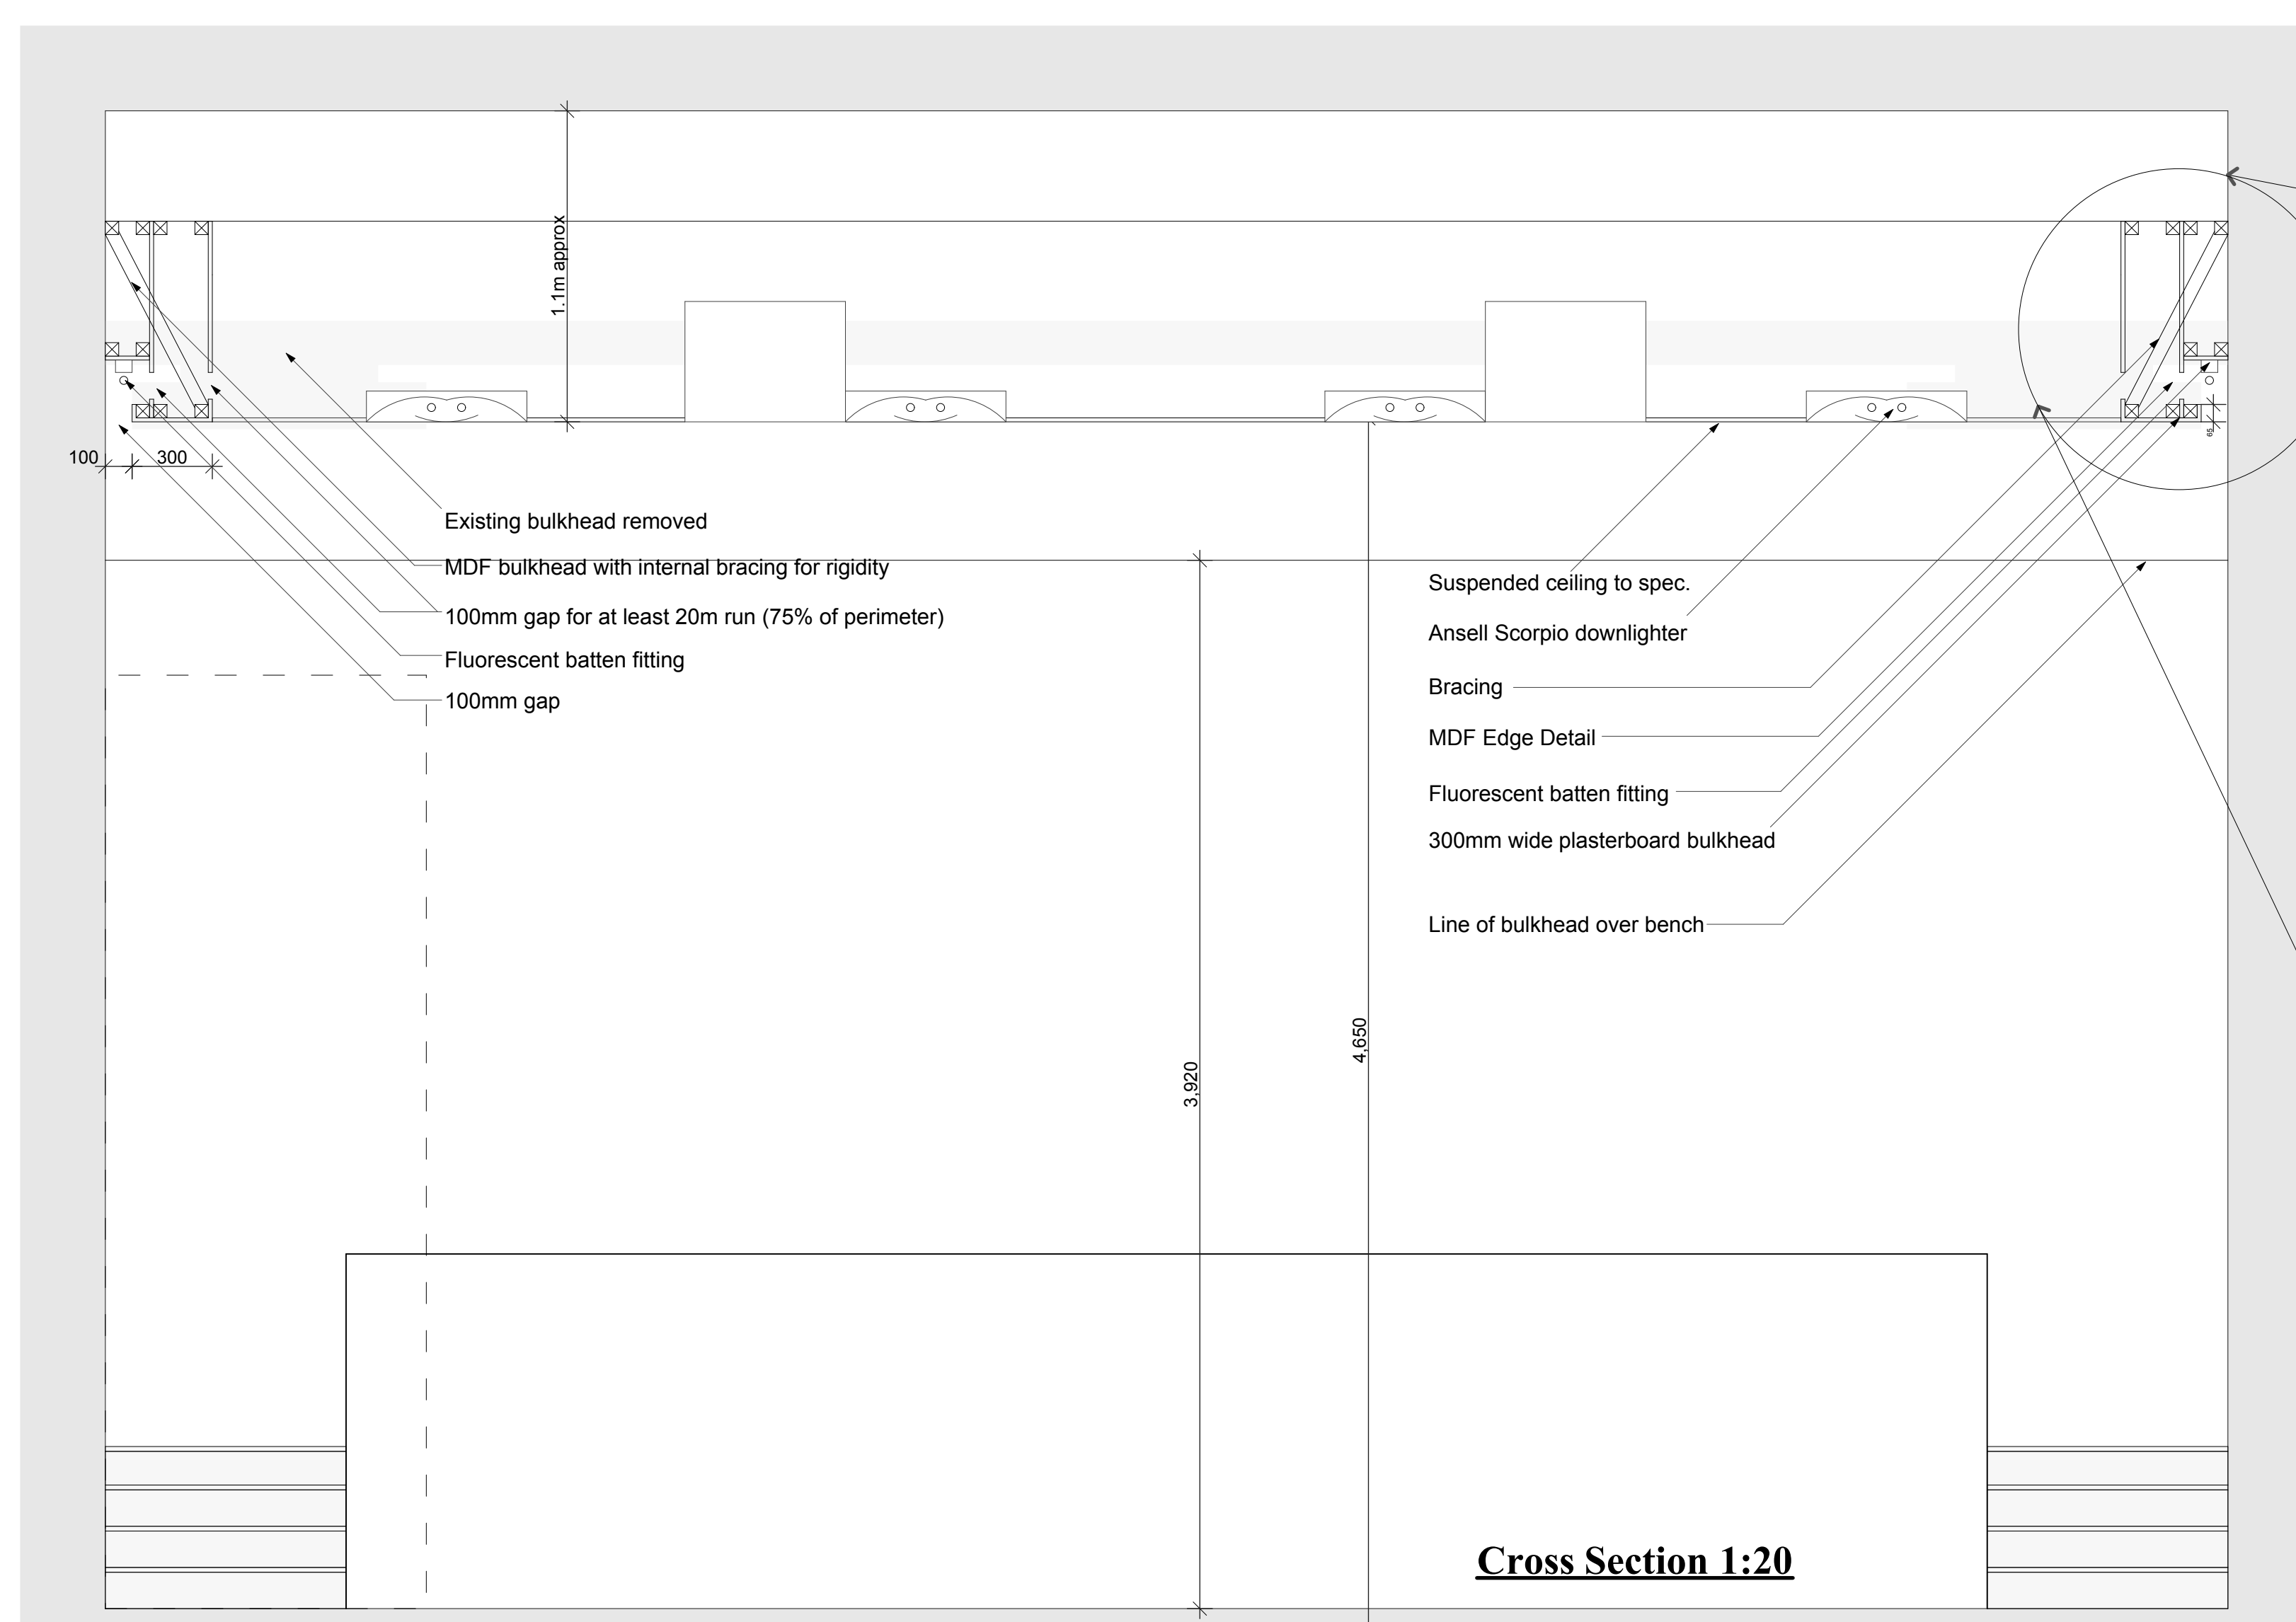 1.1m approx
100
300
65
Existing bulkhead removed
MDF bulkhead with internal bracing for rigidity
100mm gap for at least 20m run (75% of perimeter)
Fluorescent batten fitting
100mm gap
Suspended ceiling to spec.
Ansell Scorpio downlighter
Bracing
MDF Edge Detail
Fluorescent batten fitting
300mm wide plasterboard bulkhead
Line of bulkhead over bench
3,920
4,650
Cross Section 1:20